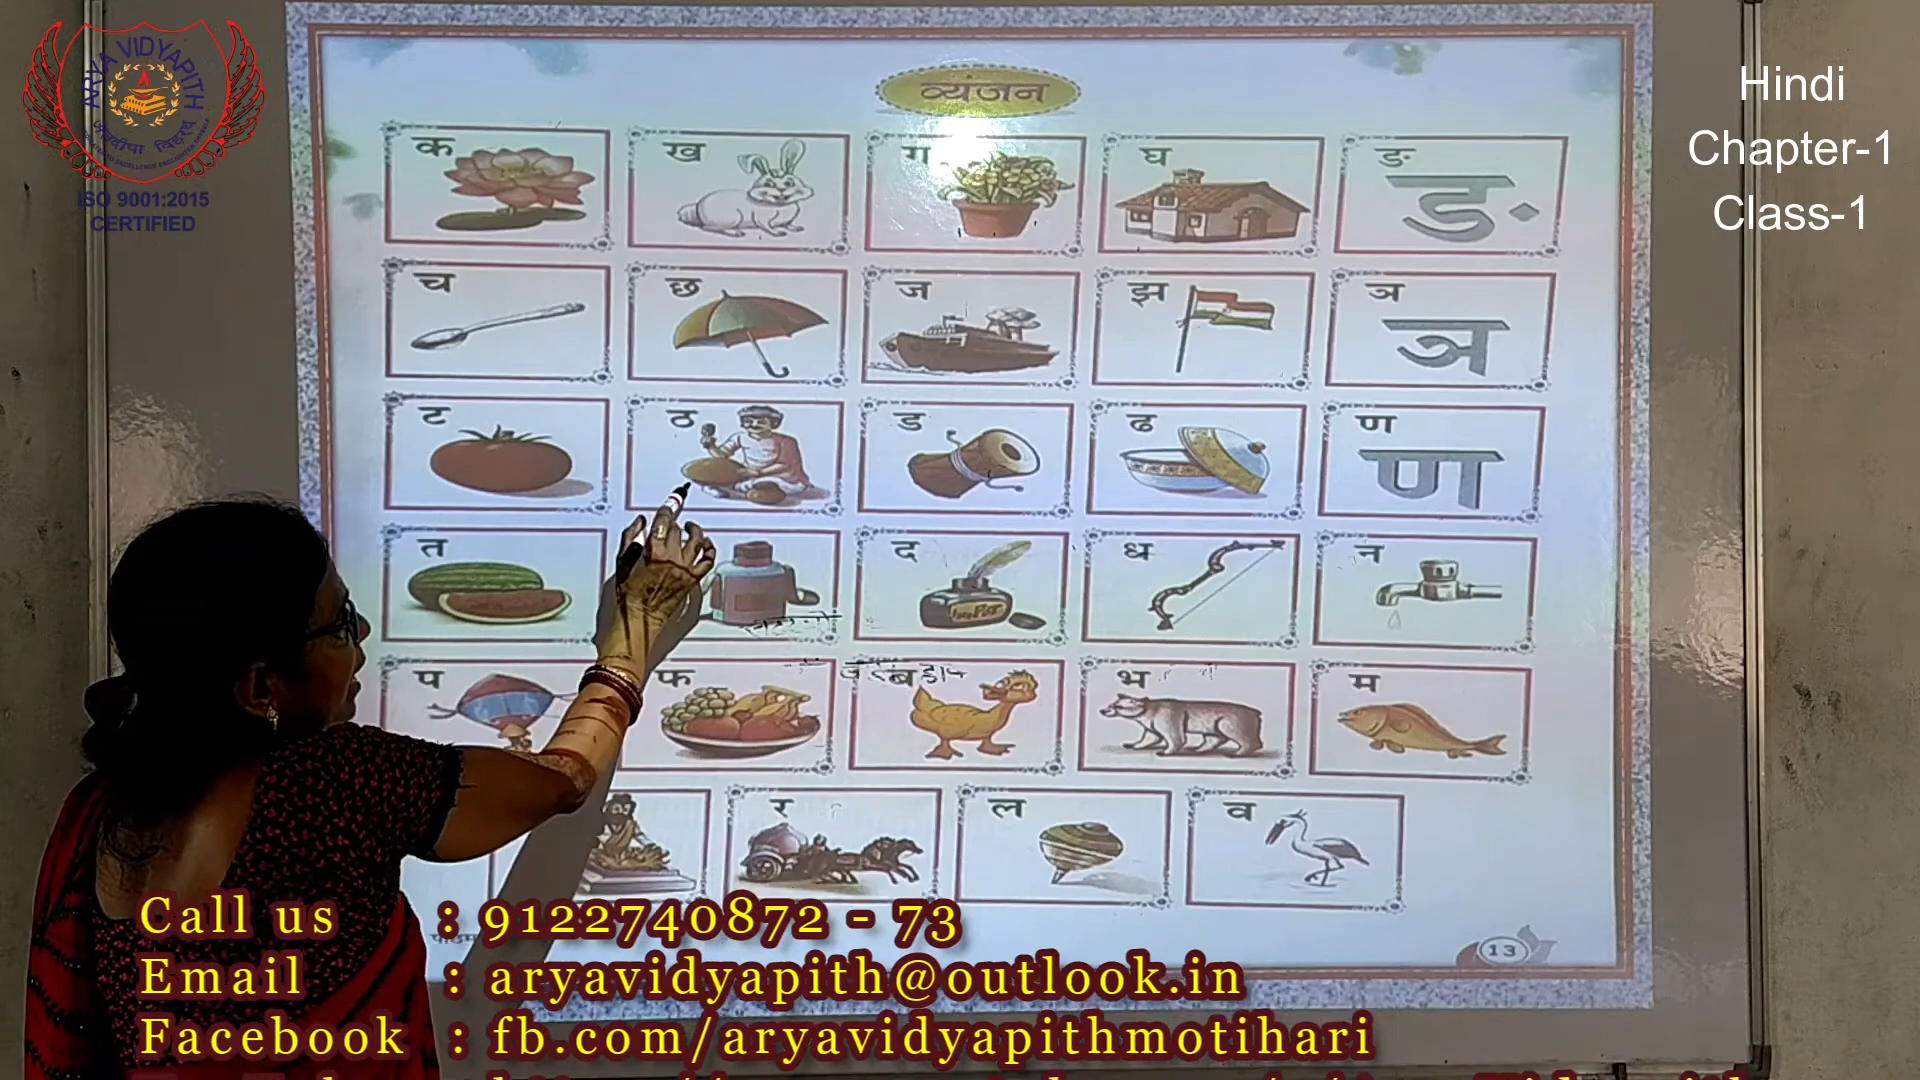 ARYA VIDYAPITH
ISO 9001:2015
CERTIFIED
Hindi
Chapter-1
Class-1
व्यंजन
क ख ग घ ङ
ङ
च छ ज झ ञ
ञ
ट ठ ड ढ ण
ण
त द ध न
प फ ब भ म
र ल व
13
Call us : 9122740872 - 73
Email : aryavidyapith@outlook.in
Facebook : fb.com/aryavidyapithmotihari